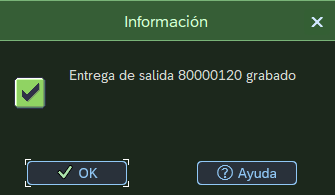 Información
Entrega de salida 80000120 grabado
OK
Ayuda